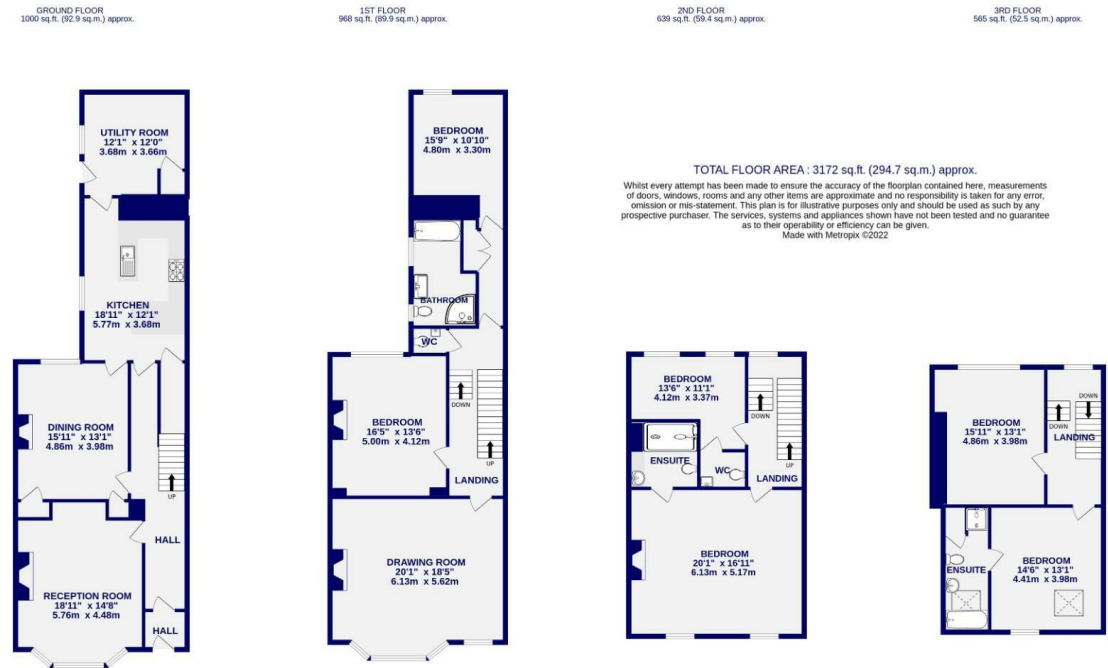 GROUND FLOOR
1000 sq.ft. (92.9 sq.m.) approx.
UTILITY ROOM
12'1" x 12'0"
3.68m x 3.66m
KITCHEN
18'11" x 12'1"
5.77m x 3.68m
DINING ROOM
15'11" x 13'1"
4.86m x 3.98m
UP
HALL
RECEPTION ROOM
18'11" x 14'8"
5.76m x 4.48m
HALL
1ST FLOOR
968 sq.ft. (89.9 sq.m.) approx.
BEDROOM
15'9" x 10'10"
4.80m x 3.30m
BATHROOM
WC
DOWN
BEDROOM
16'5" x 13'6"
5.00m x 4.12m
UP
LANDING
DRAWING ROOM
20'1" x 18'5"
6.13m x 5.62m
2ND FLOOR
639 sq.ft. (59.4 sq.m.) approx.
BEDROOM
13'6" x 11'1"
4.12m x 3.37m
DOWN
ENSUITE
UP
WC
LANDING
BEDROOM
20'1" x 16'11"
6.13m x 5.17m
3RD FLOOR
565 sq.ft. (52.5 sq.m.) approx.
DOWN
BEDROOM
15'11" x 13'1"
4.86m x 3.98m
DOWN
LANDING
BEDROOM
14'6" x 13'1"
4.41m x 3.98m
ENSUITE
TOTAL FLOOR AREA : 3172 sq.ft. (294.7 sq.m.) approx.
Whilst every attempt has been made to ensure the accuracy of the floorplan contained here, measurements
of doors, windows, rooms and any other items are approximate and no responsibility is taken for any error,
omission or mis-statement. This plan is for illustrative purposes only and should be used as such by any
prospective purchaser. The services, systems and appliances shown have not been tested and no guarantee
as to their operability or efficiency can be given.
Made with Metropix ©2022